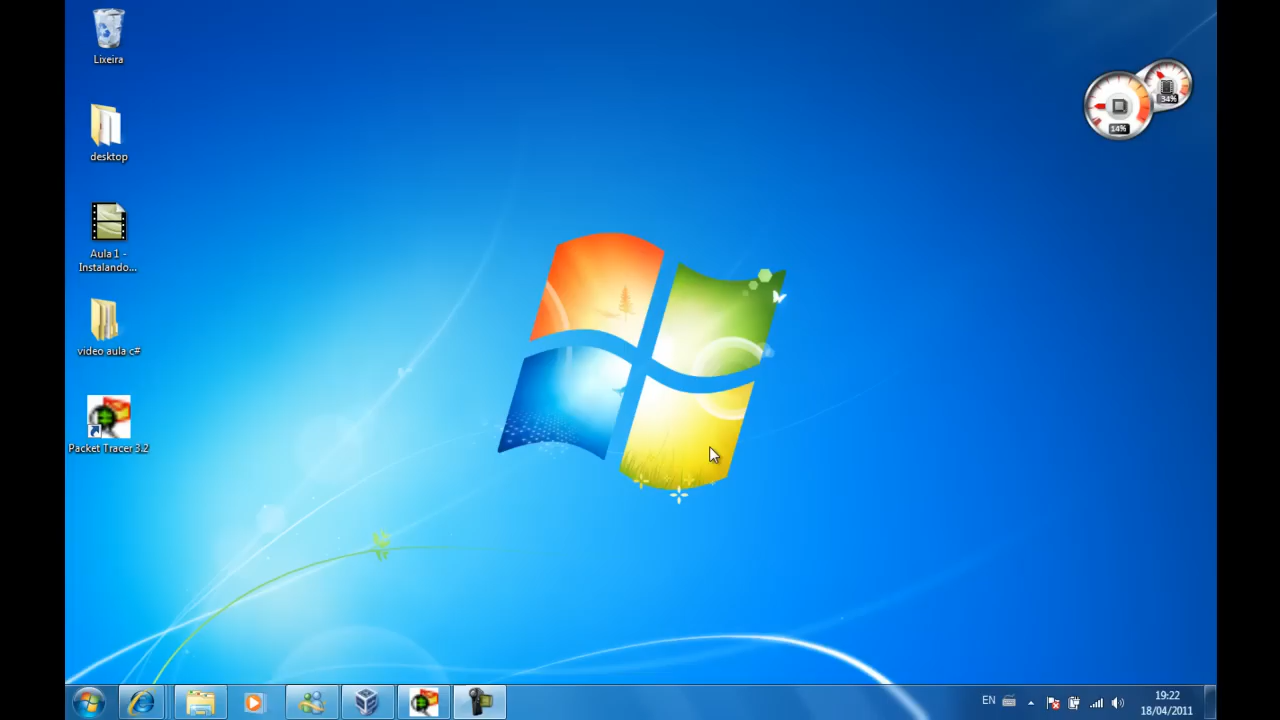 Lixeira
desktop
Aula 1 -
Instalando...
video aula c#
Packet Tracer 3.2
34%
14%
EN
19:22
18/04/2011